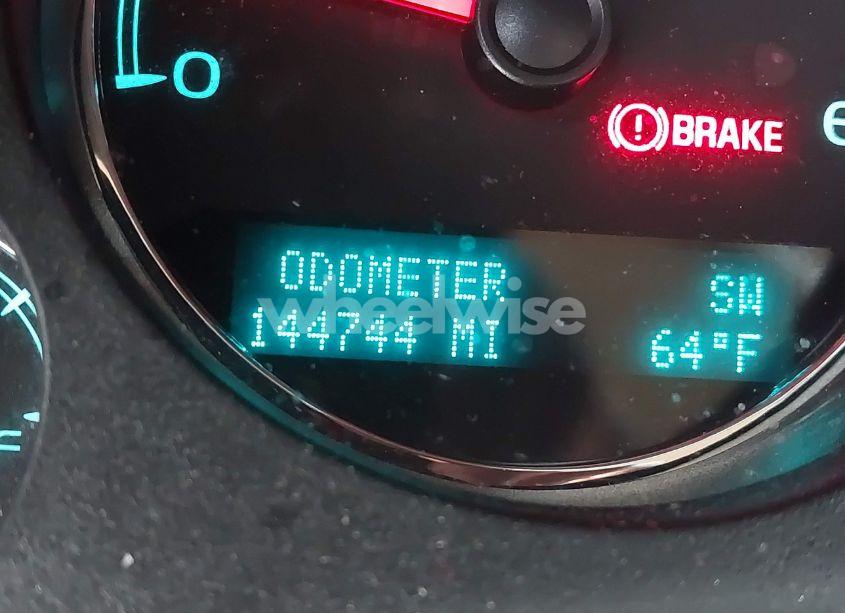 0
BRAKE
ODOMETER
SW
wheelwise
144744 MI
64°F